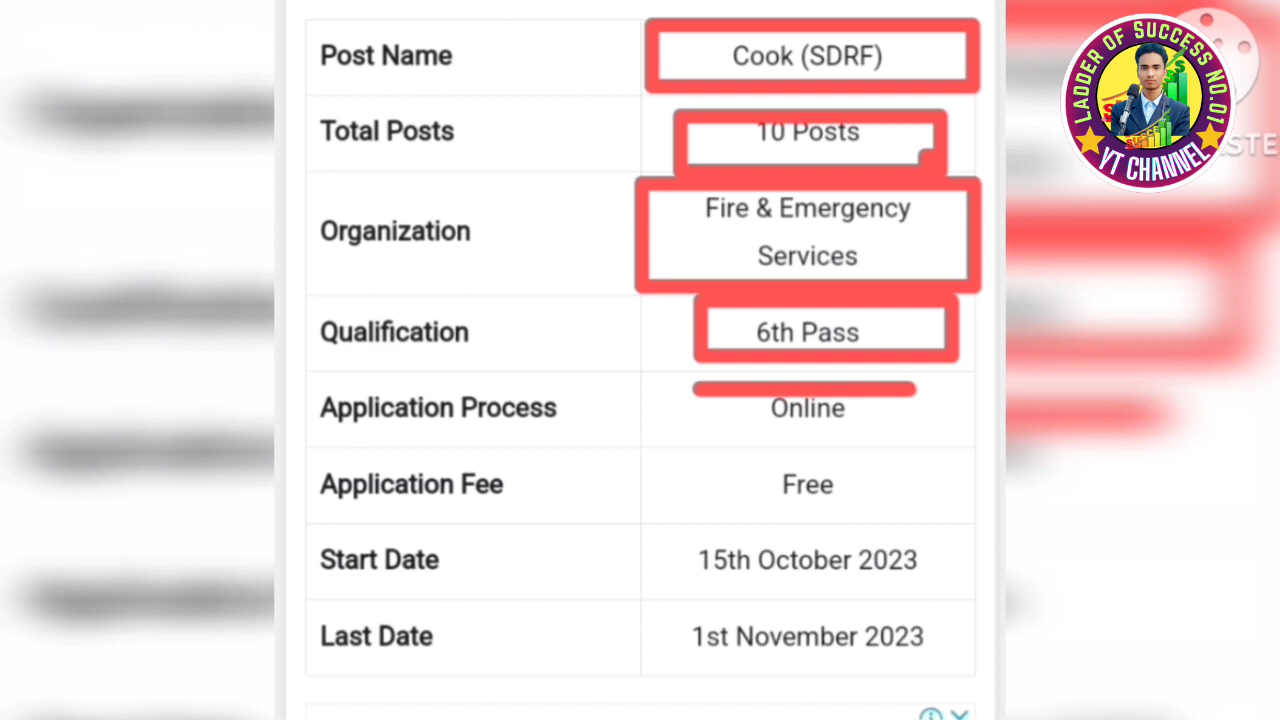 Post Name
Cook (SDRF)
Total Posts
10 Posts
Organization
Fire & Emergency
Services
Qualification
6th Pass
Application Process
Online
Application Fee
Free
Start Date
15th October 2023
Last Date
1st November 2023
LADDER OF SUCCESS NO.01
YT CHANNEL